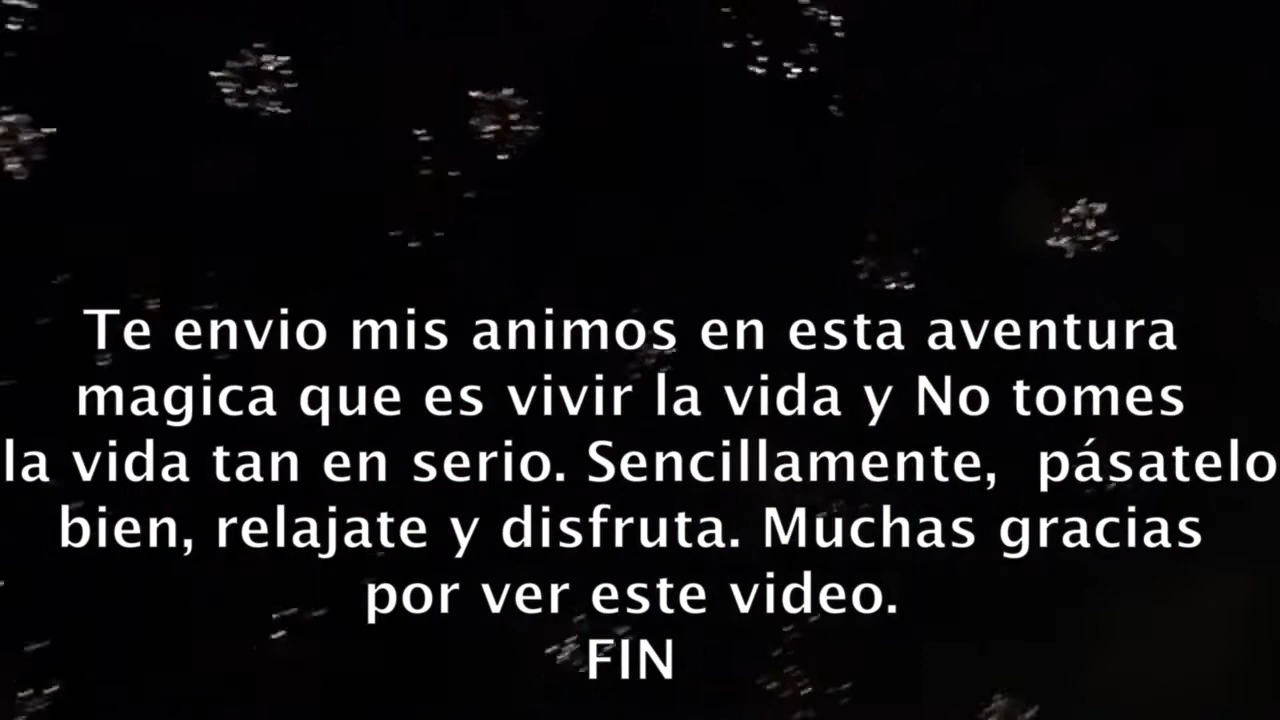 Te envio mis animos en esta aventura
magica que es vivir la vida y No tomes
la vida tan en serio. Sencillamente,  pásatelo
bien, relajate y disfruta. Muchas gracias
por ver este video.
FIN